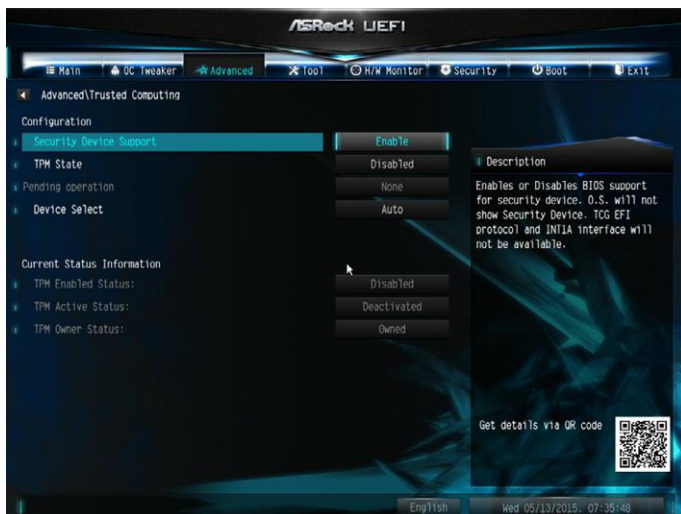 ASRock UEFI
Main OC Tweaker Advanced Tool H/W Monitor Security Boot Exit
Advanced\Trusted Computing
Configuration
Security Device Support Enable
TPM State Disabled
Pending operation None
Device Select Auto
Current Status Information
TPM Enabled Status: Disabled
TPM Active Status: Deactivated
TPM Owner Status: Owned
Description
Enables or Disables BIOS support
for security device. O.S. will not
show Security Device. TCG EFI
protocol and INT1A interface will
not be available.
Get details via QR code
English Wed 05/13/2015. 07:35:48